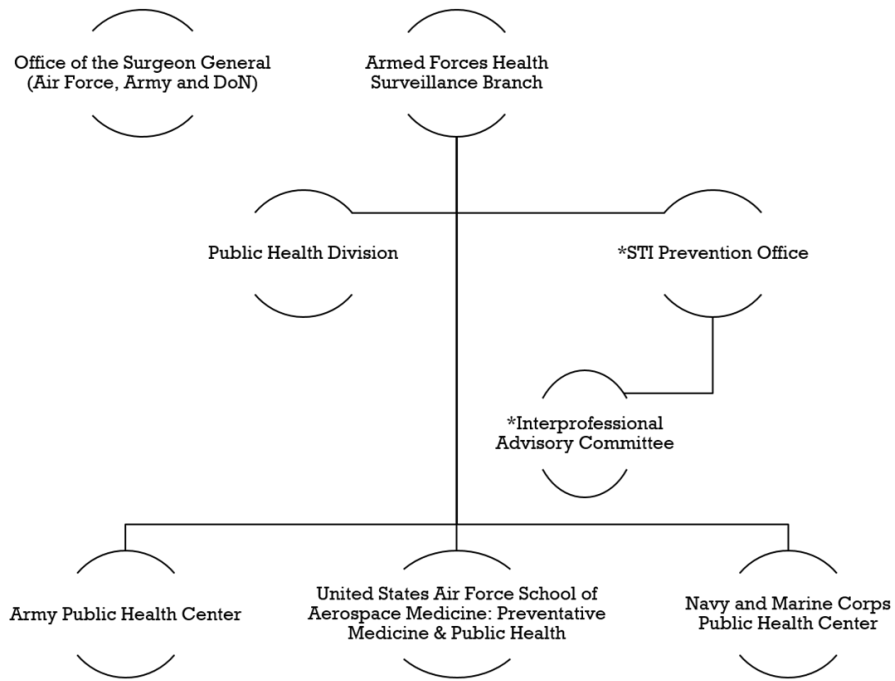 Office of the Surgeon General
(Air Force, Army and DoN)
Armed Forces Health
Surveillance Branch
Public Health Division
*STI Prevention Office
*Interprofessional
Advisory Committee
Army Public Health Center
United States Air Force School of
Aerospace Medicine: Preventative
Medicine & Public Health
Navy and Marine Corps
Public Health Center